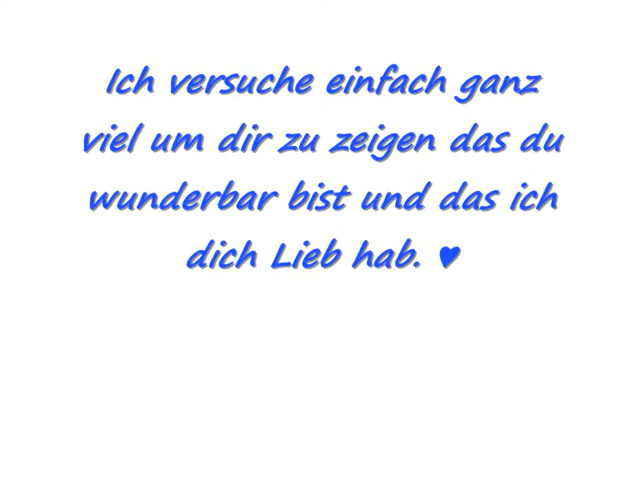 Ich versuche einfach ganz
viel um dir zu zeigen das du
wunderbar bist und das ich
dich Lieb hab. ♥